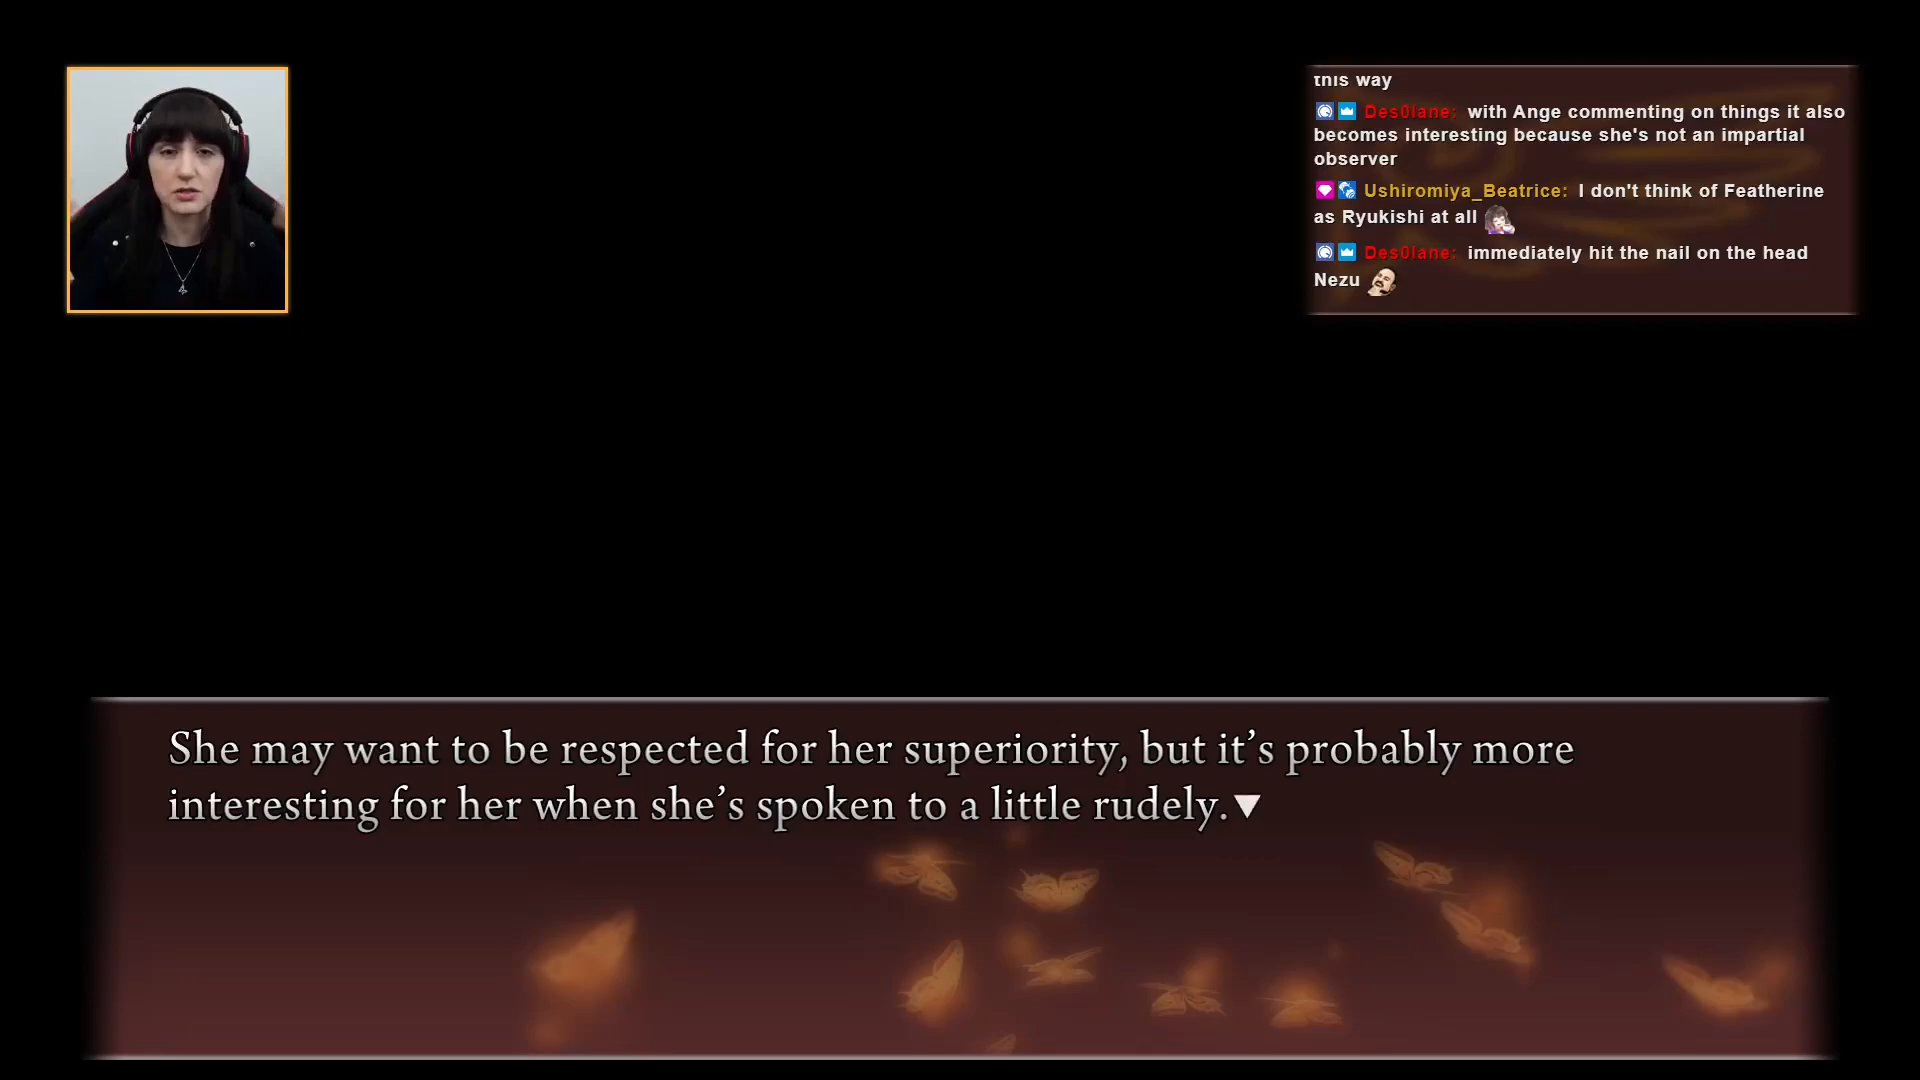 this way
Des0lane: with Ange commenting on things it also
becomes interesting because she's not an impartial
observer
Ushiromiya_Beatrice: I don't think of Featherine
as Ryukishi at all
Des0lane: immediately hit the nail on the head
Nezu
She may want to be respected for her superiority, but it’s probably more
interesting for her when she’s spoken to a little rudely.